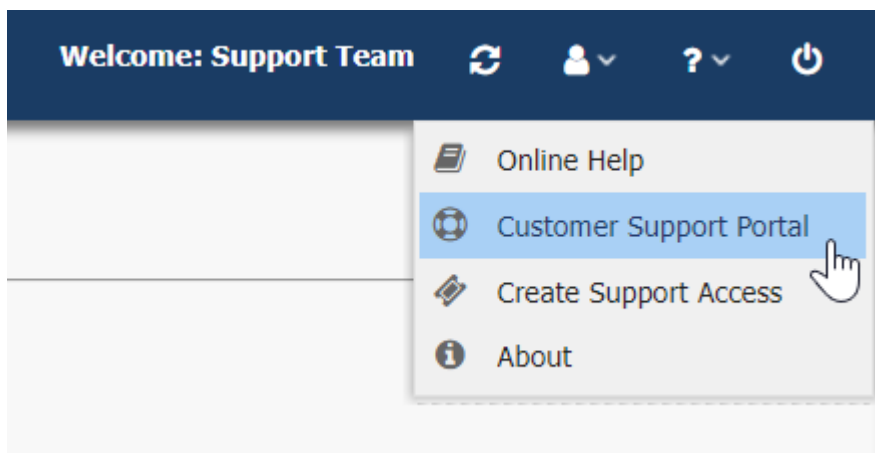 Welcome: Support Team ?
Online Help
Customer Support Portal
Create Support Access
About